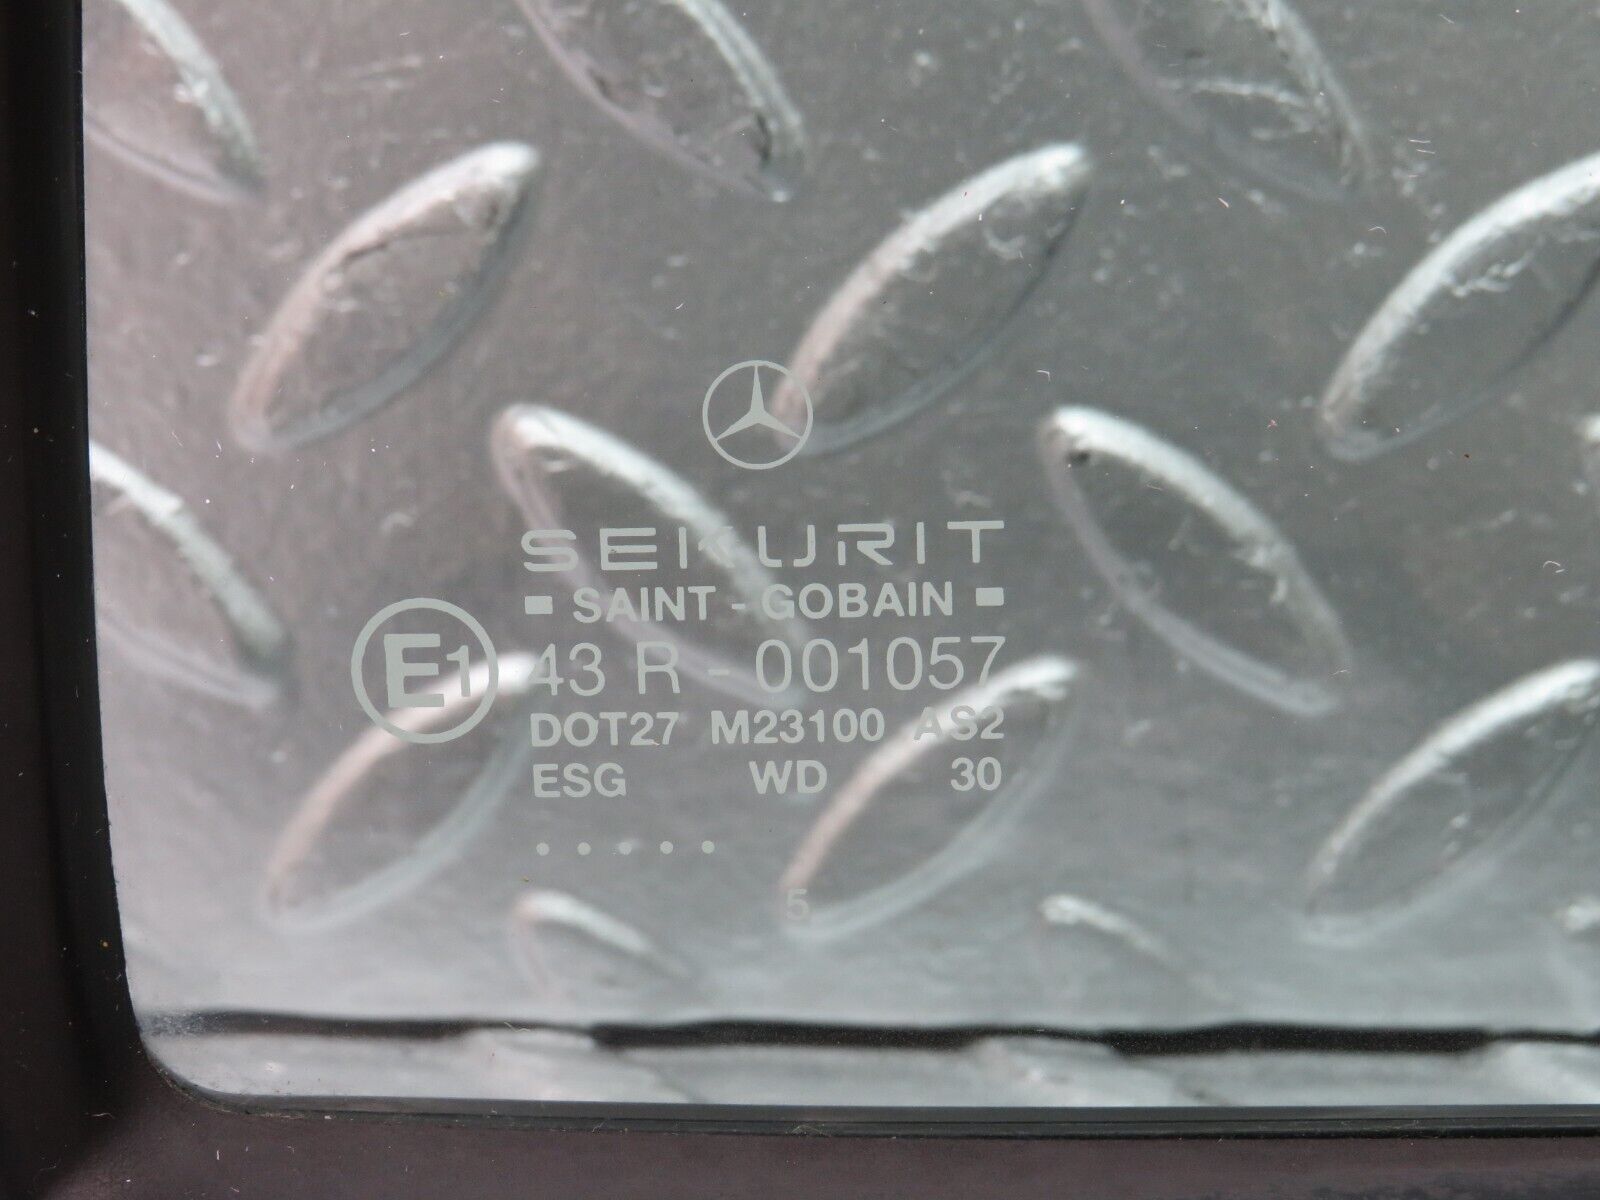 SEKURIT
SAINT - GOBAIN
E1 43 R - 001057
DOT27 M23100 AS2
ESG WD 30
.....
5